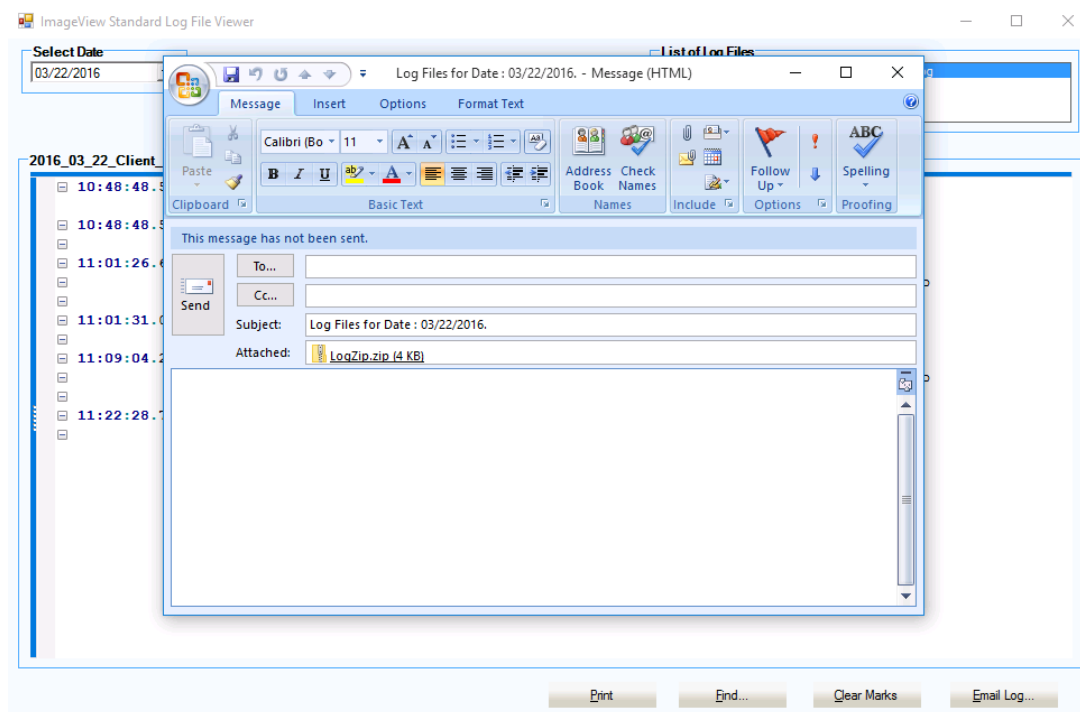 ImageView Standard Log File Viewer
Select Date
List of Log Files
03/22/2016
Log Files for Date : 03/22/2016. - Message (HTML)
Message Insert Options Format Text
Paste
Clipboard
Calibri (Bo 11
B I U ab A
Basic Text
Address Book
Check Names
Names
Include
Follow Up
Options
ABC
Spelling
Proofing
2016_03_22_Client_
This message has not been sent.
Send
To...
Cc...
Subject: Log Files for Date : 03/22/2016.
Attached: LogZip.zip (4 KB)
10:48:48.5
10:48:48.5
11:01:26.6
11:01:31.0
11:09:04.2
11:22:28.7
Print Find... Clear Marks Email Log...